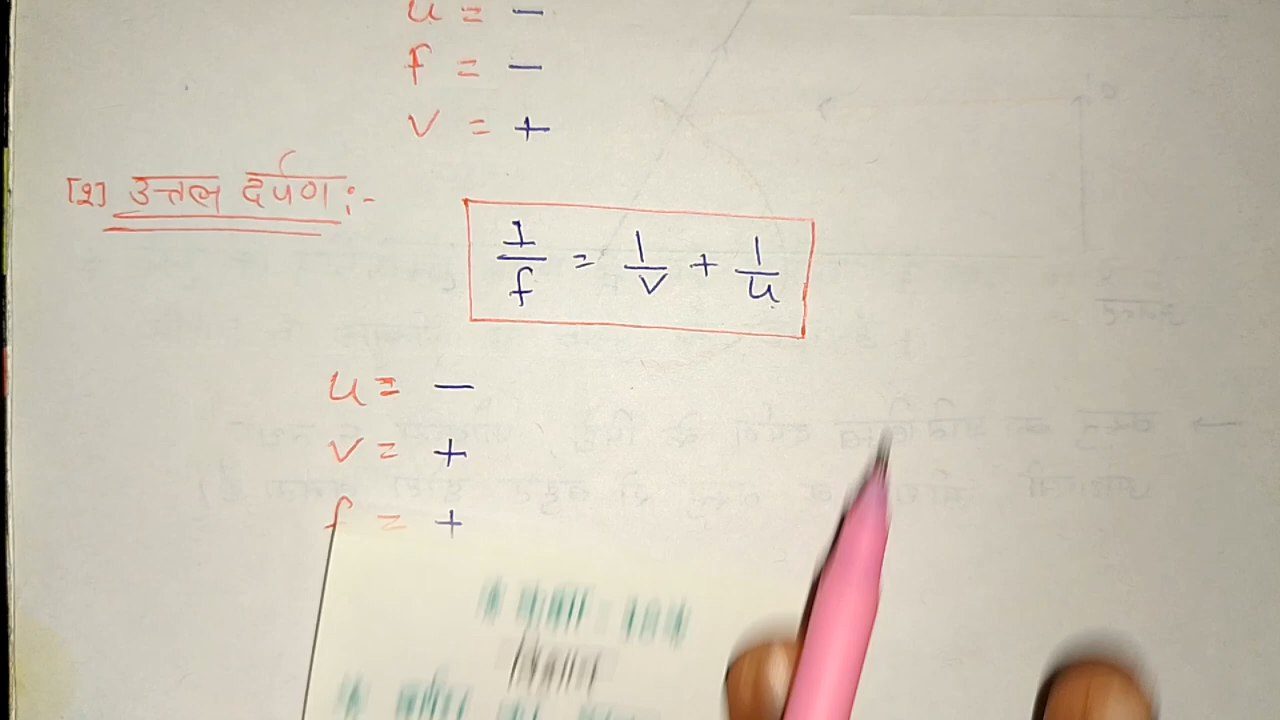 u = −
f = −
v = +
[2] उत्तल दर्पण :-
1/f = 1/v + 1/u
u = −
v = +
f = +